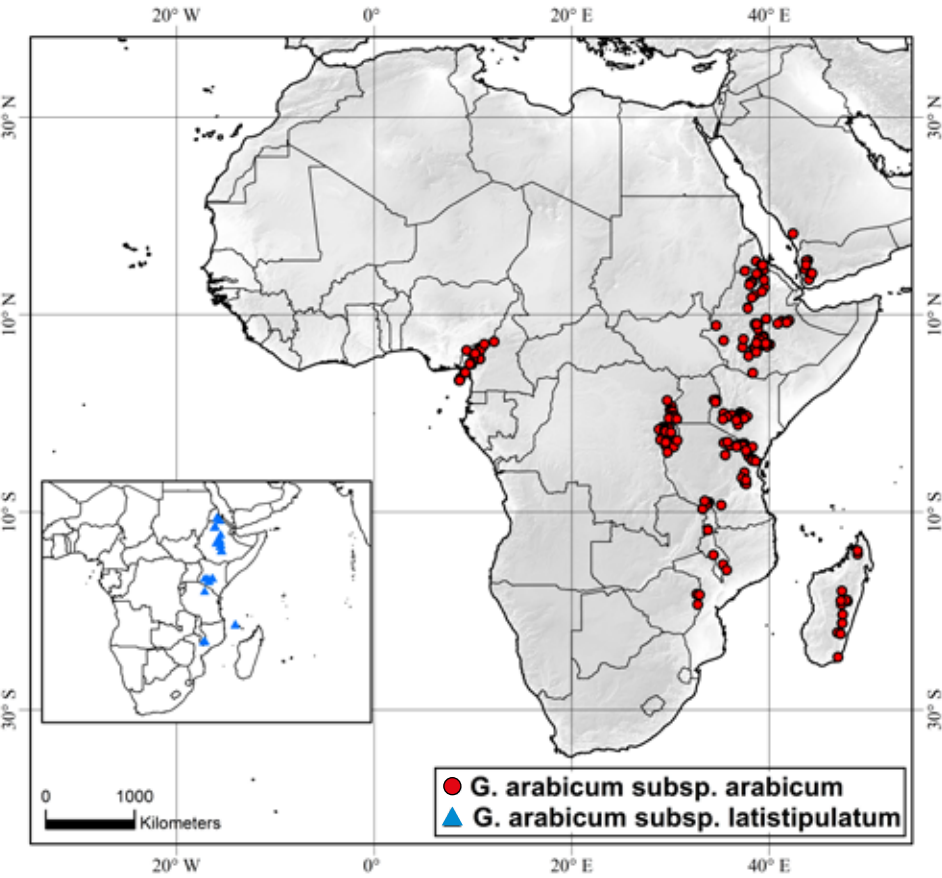 20° W 0° 20° E 40° E
30°N 30°N
10°N 10°N
10°S 10°S
30°S 30°S
0 1000
Kilometers
G. arabicum subsp. arabicum
G. arabicum subsp. latistipulatum
20° W 0° 20° E 40° E